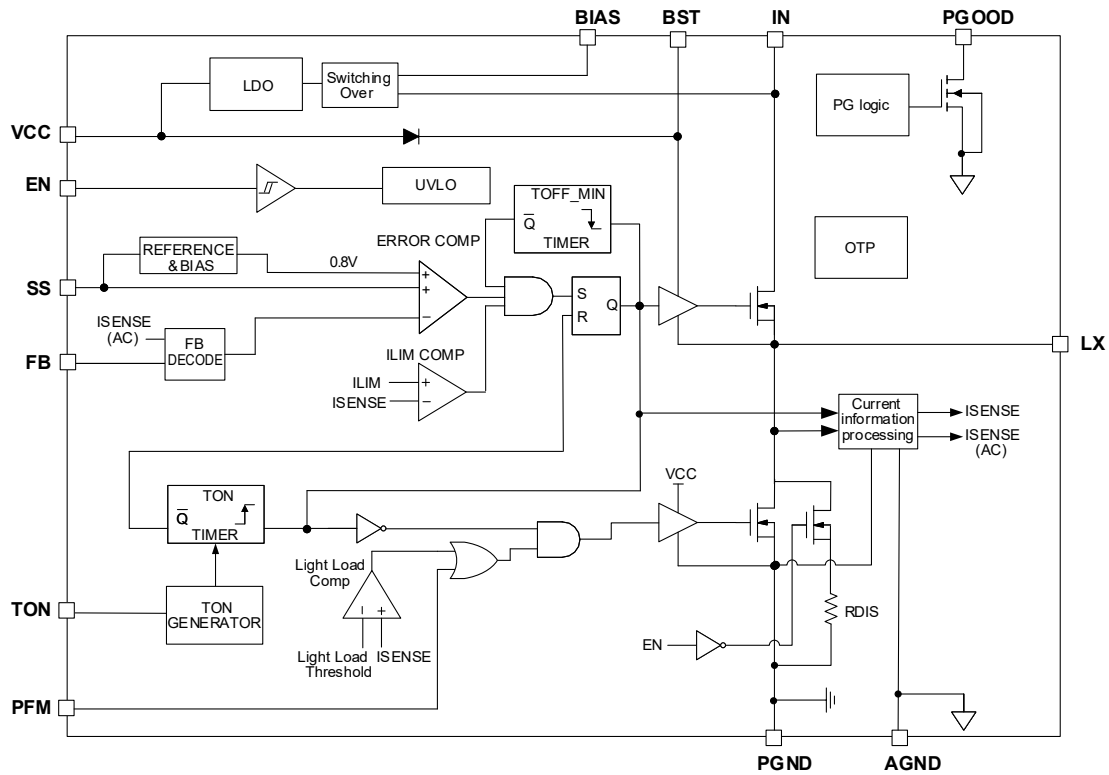 BIAS
BST
IN
PGOOD
LDO
Switching
Over
PG logic
VCC
EN
UVLO
TOFF_MIN
Q
TIMER
ERROR COMP
OTP
REFERENCE
&BIAS
0.8V
+
+
−
SS
S
R
Q
ISENSE
(AC)
FB
DECODE
FB
LX
ILIM COMP
ILIM
+
ISENSE
−
Current
information
processing
ISENSE
ISENSE
(AC)
VCC
TON
Q
TIMER
Light Load
Comp
TON
TON
GENERATOR
−
+
RDIS
EN
Light Load
Threshold
ISENSE
PFM
PGND
AGND